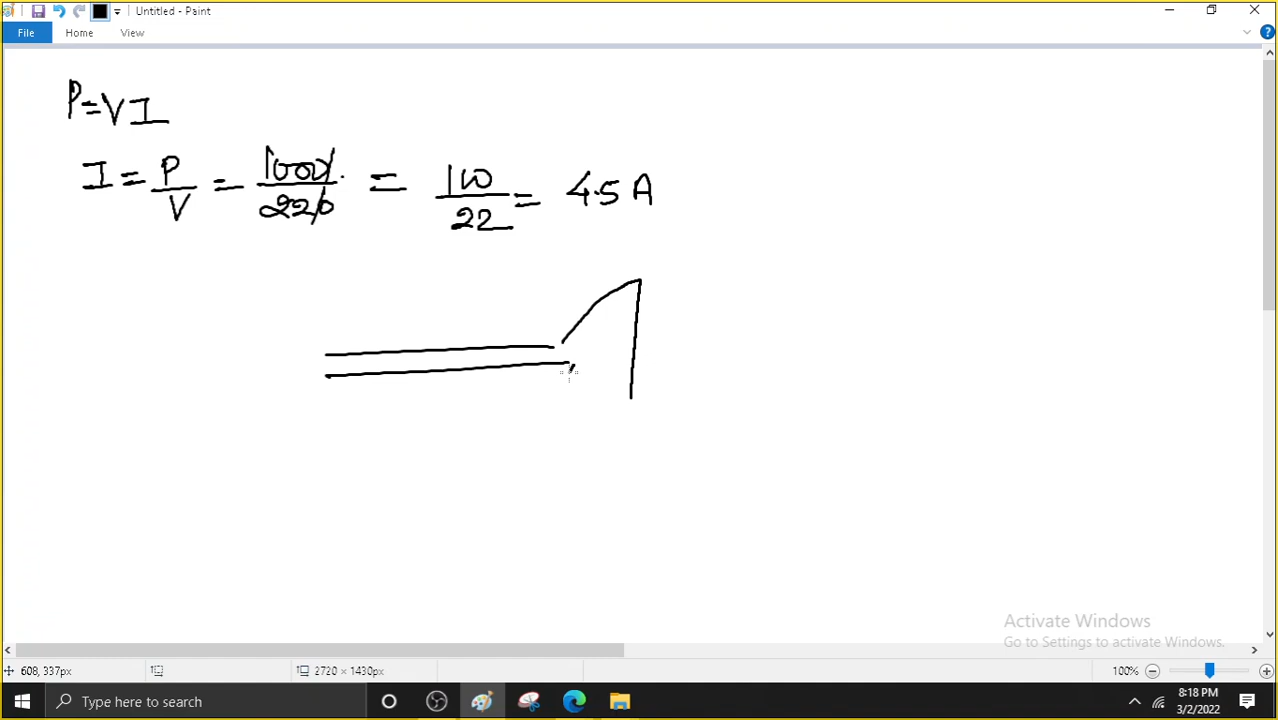 Untitled - Paint
File Home View
P=VI
I = P/V = 1000/220 = 100/22 = 4.5 A
Activate Windows
Go to Settings to activate Windows.
608, 337px
2720 × 1430px
100%
Type here to search
8:18 PM
3/2/2022